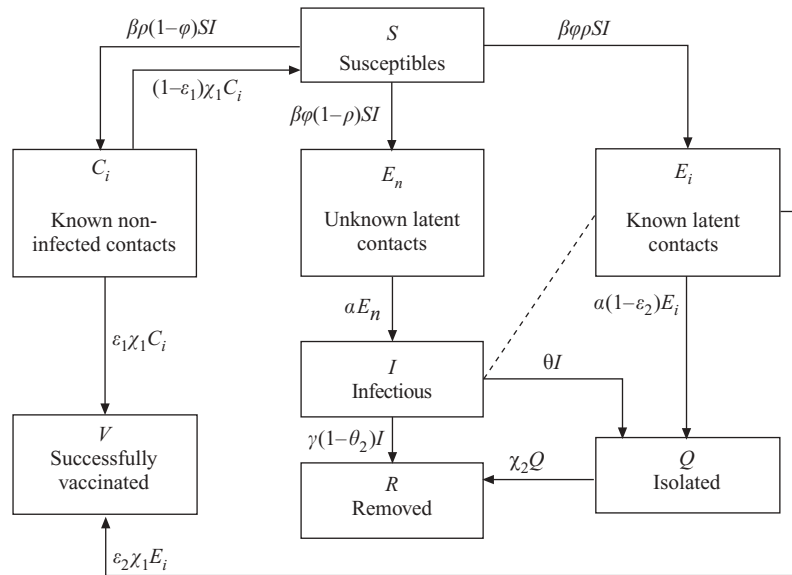 βρ(1–φ)SI
S
Susceptibles
βφρSI
(1–ε₁)χ₁Cᵢ
βφ(1–ρ)SI
Cᵢ
Known non-
infected contacts
Eₙ
Unknown latent
contacts
Eᵢ
Known latent
contacts
αEₙ
α(1–ε₂)Eᵢ
ε₁χ₁Cᵢ
I
Infectious
θI
V
Successfully
vaccinated
γ(1–θ₂)I
R
Removed
χ₂Q
Q
Isolated
ε₂χ₁Eᵢ